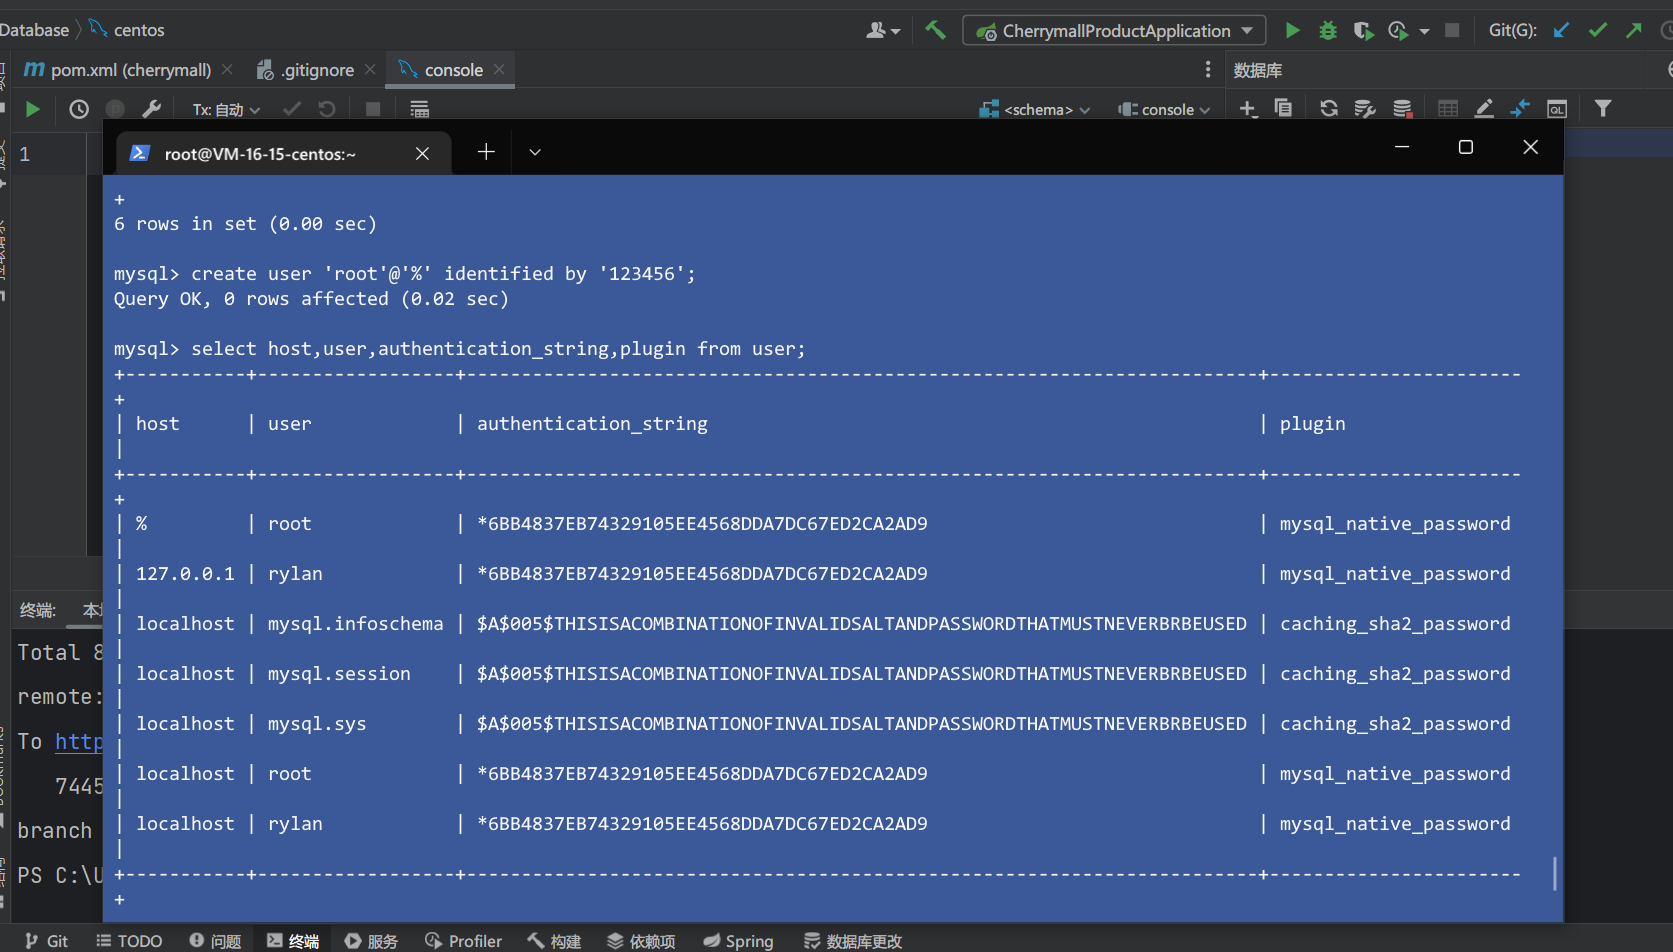 Database centos
CherrymallProductApplication Git(G):
pom.xml (cherrymall) .gitignore console 数据库
Tx: 自动 <schema> console
1
root@VM-16-15-centos:~
+
6 rows in set (0.00 sec)
mysql> create user 'root'@'%' identified by '123456';
Query OK, 0 rows affected (0.02 sec)
mysql> select host,user,authentication_string,plugin from user;
+-----------+------------------+------------------------------------------------------------------------+-----------------------
+
| host | user | authentication_string | plugin
|
+-----------+------------------+------------------------------------------------------------------------+-----------------------
+
| % | root | *6BB4837EB74329105EE4568DDA7DC67ED2CA2AD9 | mysql_native_password
|
| 127.0.0.1 | rylan | *6BB4837EB74329105EE4568DDA7DC67ED2CA2AD9 | mysql_native_password
|
| localhost | mysql.infoschema | $A$005$THISISACOMBINATIONOFINVALIDSALTANDPASSWORDTHATMUSTNEVERBRBEUSED | caching_sha2_password
|
| localhost | mysql.session | $A$005$THISISACOMBINATIONOFINVALIDSALTANDPASSWORDTHATMUSTNEVERBRBEUSED | caching_sha2_password
|
| localhost | mysql.sys | $A$005$THISISACOMBINATIONOFINVALIDSALTANDPASSWORDTHATMUSTNEVERBRBEUSED | caching_sha2_password
|
| localhost | root | *6BB4837EB74329105EE4568DDA7DC67ED2CA2AD9 | mysql_native_password
|
| localhost | rylan | *6BB4837EB74329105EE4568DDA7DC67ED2CA2AD9 | mysql_native_password
|
+-----------+------------------+------------------------------------------------------------------------+-----------------------
+
终端: 本
Total 8
remote:
To http
7445
branch
PS C:\U
Git TODO 问题 终端 服务 Profiler 构建 依赖项 Spring 数据库更改